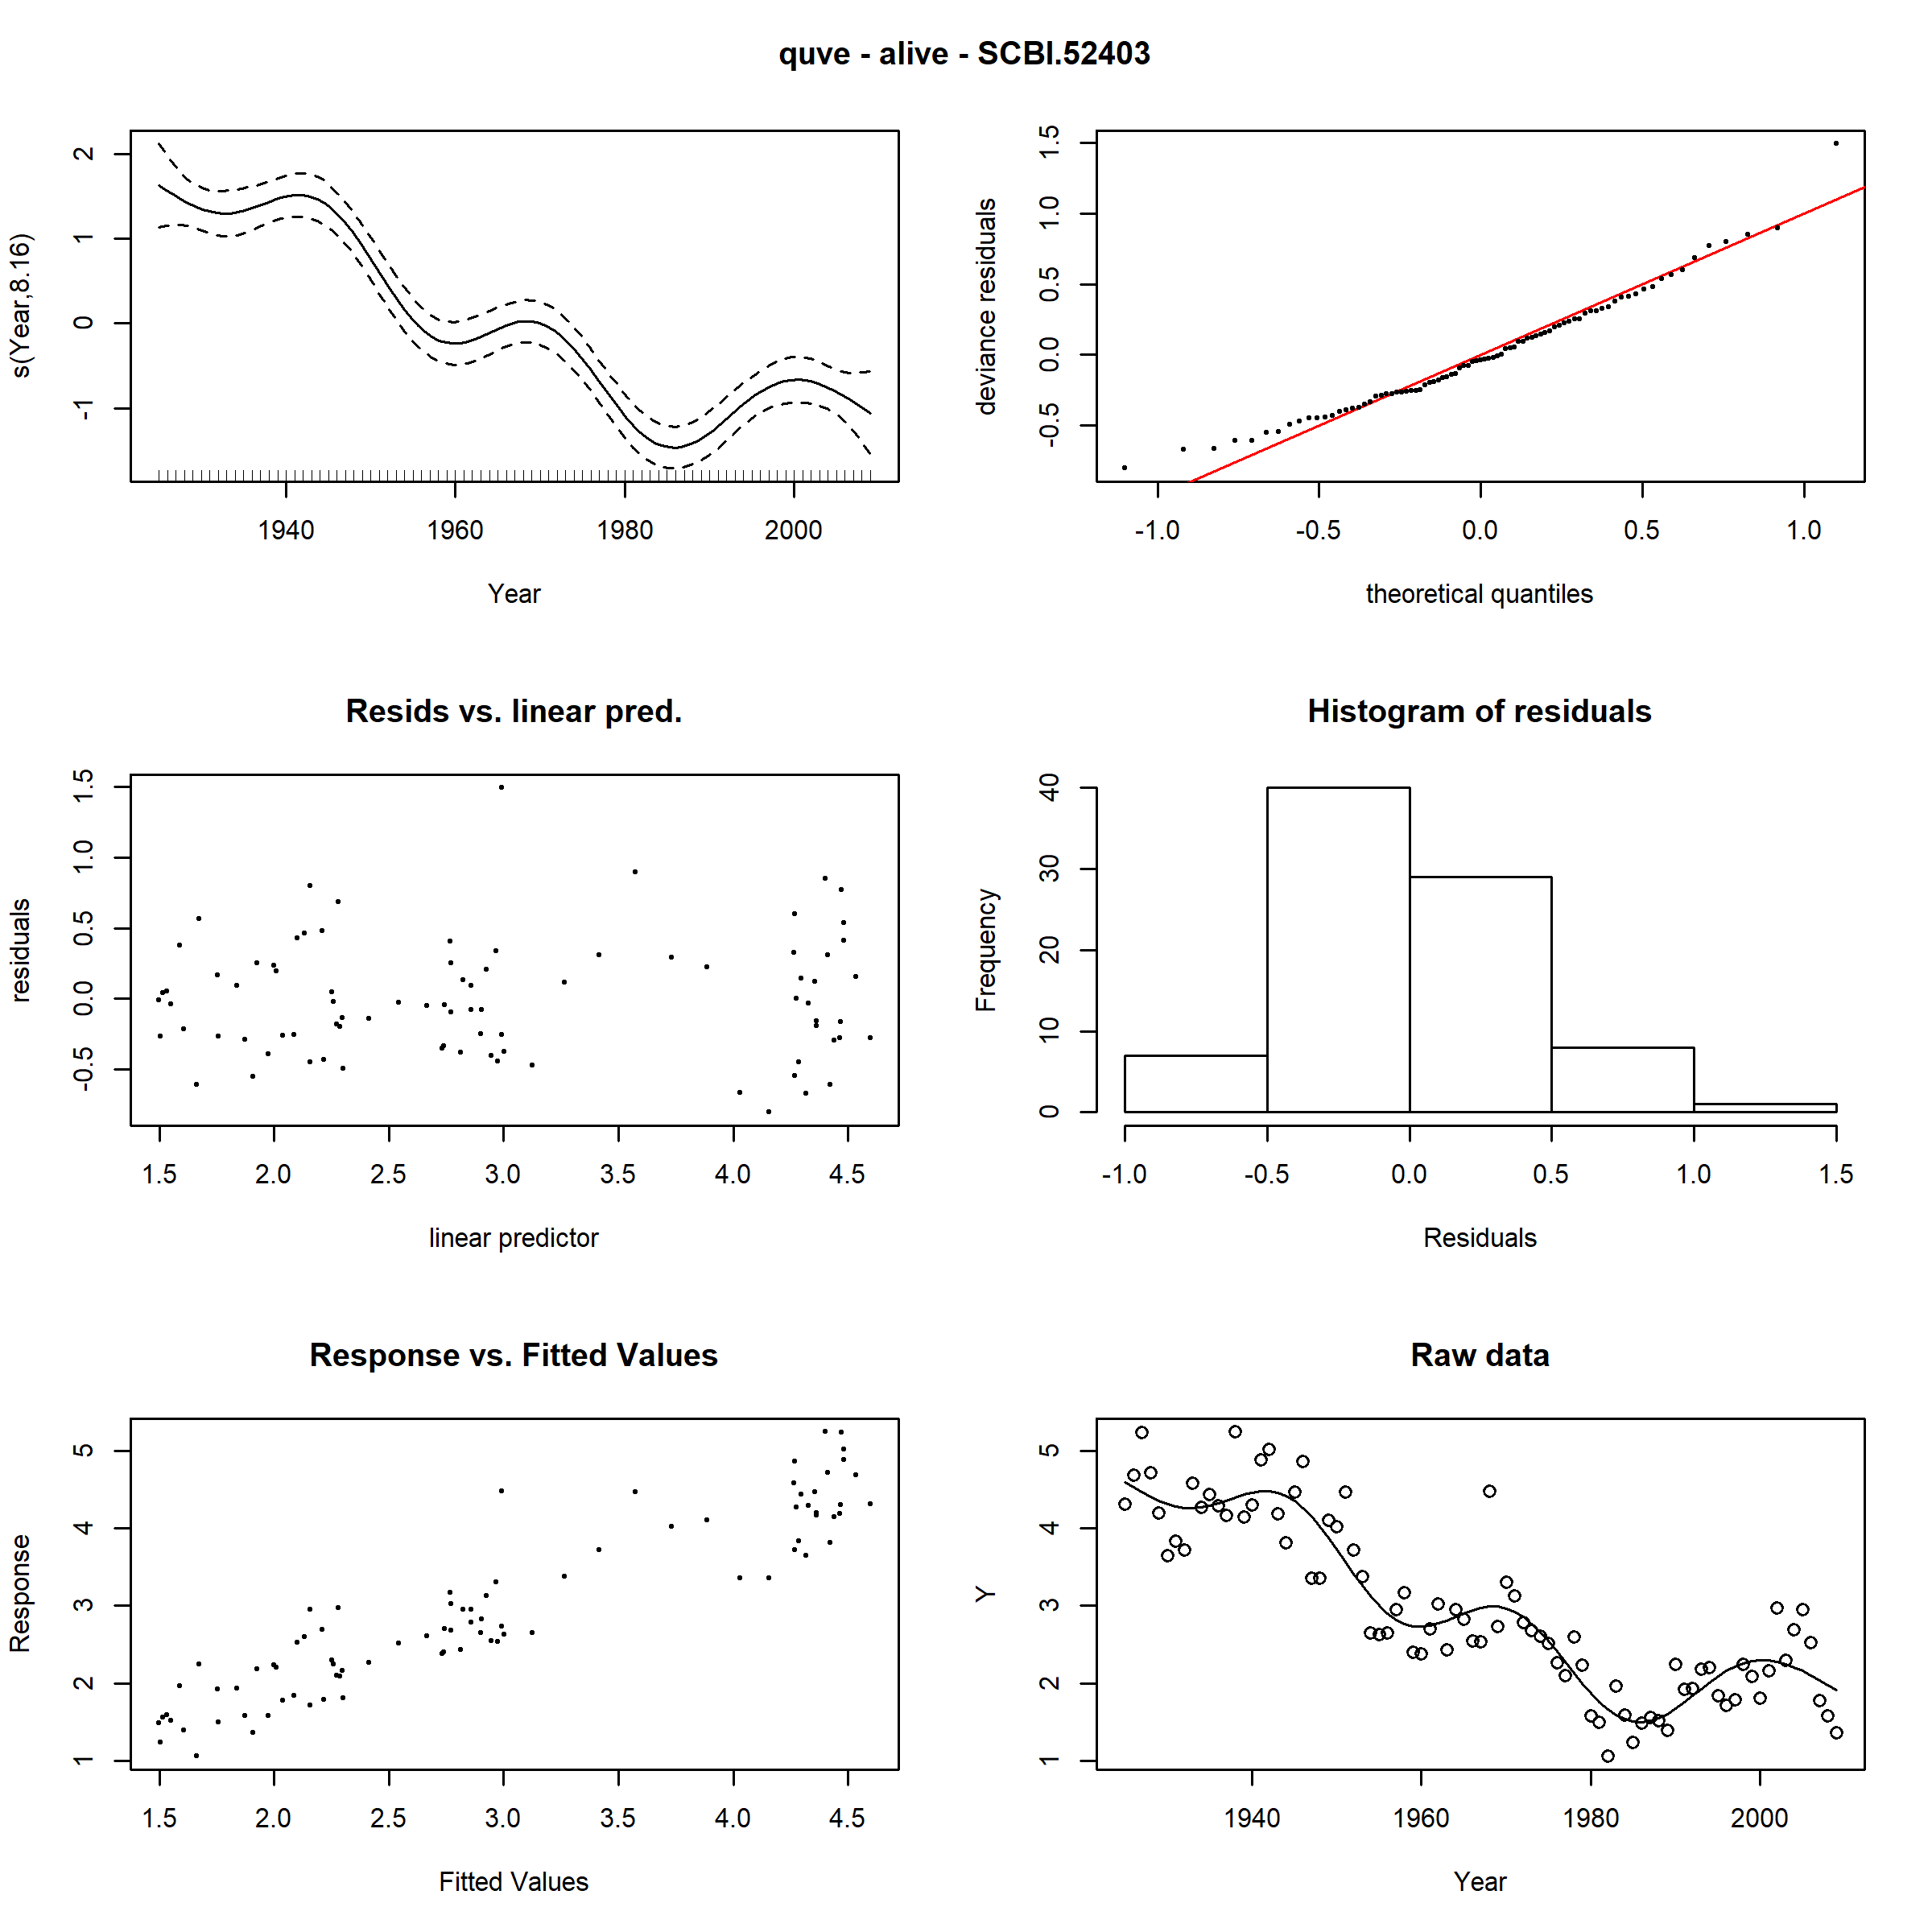 quve - alive - SCBI.52403
2
1
0
-1
s(Year,8.16)
1940 1960 1980 2000
Year
1.5
1.0
0.5
0.0
-0.5
deviance residuals
-1.0 -0.5 0.0 0.5 1.0
theoretical quantiles
Resids vs. linear pred.
1.5
1.0
0.5
0.0
-0.5
residuals
1.5 2.0 2.5 3.0 3.5 4.0 4.5
linear predictor
Histogram of residuals
40
30
20
10
0
Frequency
-1.0 -0.5 0.0 0.5 1.0 1.5
Residuals
Response vs. Fitted Values
5
4
3
2
1
Response
1.5 2.0 2.5 3.0 3.5 4.0 4.5
Fitted Values
Raw data
5
4
3
2
1
Y
1940 1960 1980 2000
Year